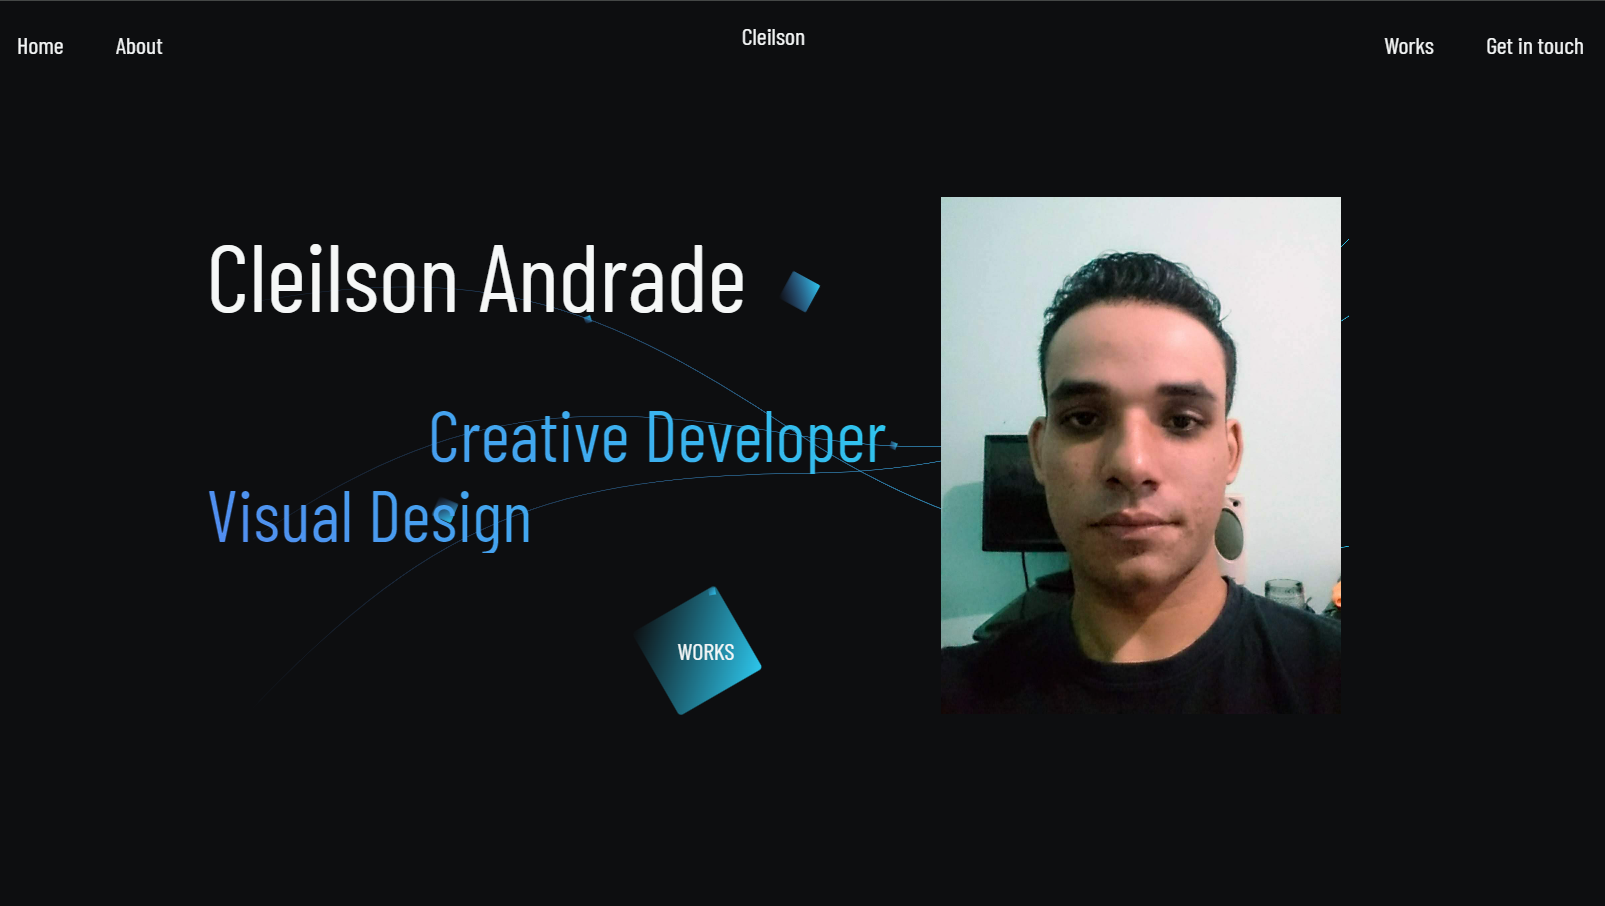 Home
About
Cleilson
Works
Get in touch
Cleilson Andrade
Creative Developer
Visual Design
WORKS